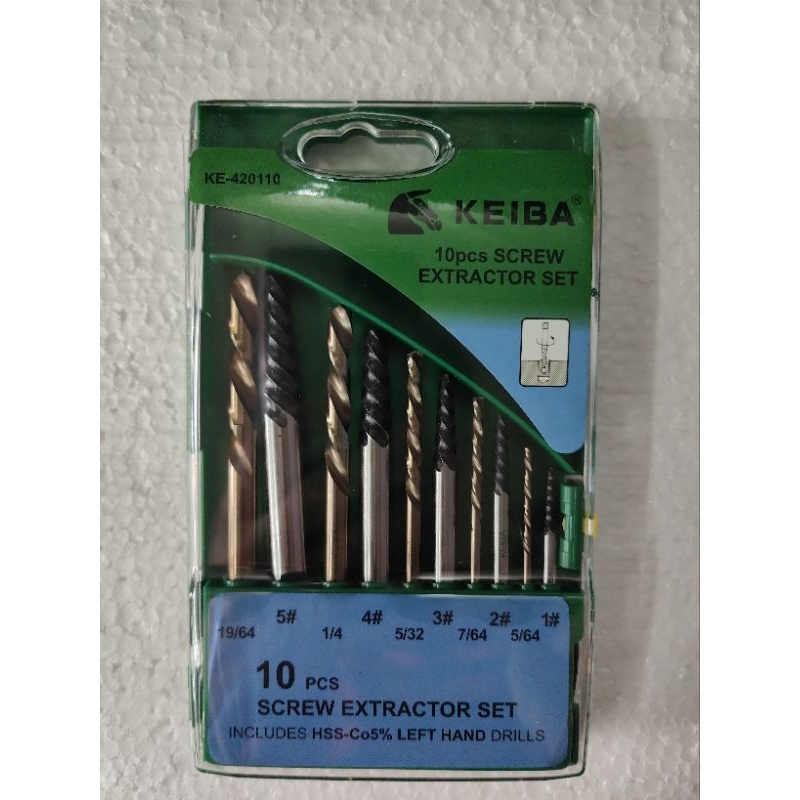 KE-420110
KEIBA®
10pcs SCREW
EXTRACTOR SET
5# 4# 3# 2# 1#
19/64 1/4 5/32 7/64 5/64
10 PCS
SCREW EXTRACTOR SET
INCLUDES HSS-Co5% LEFT HAND DRILLS